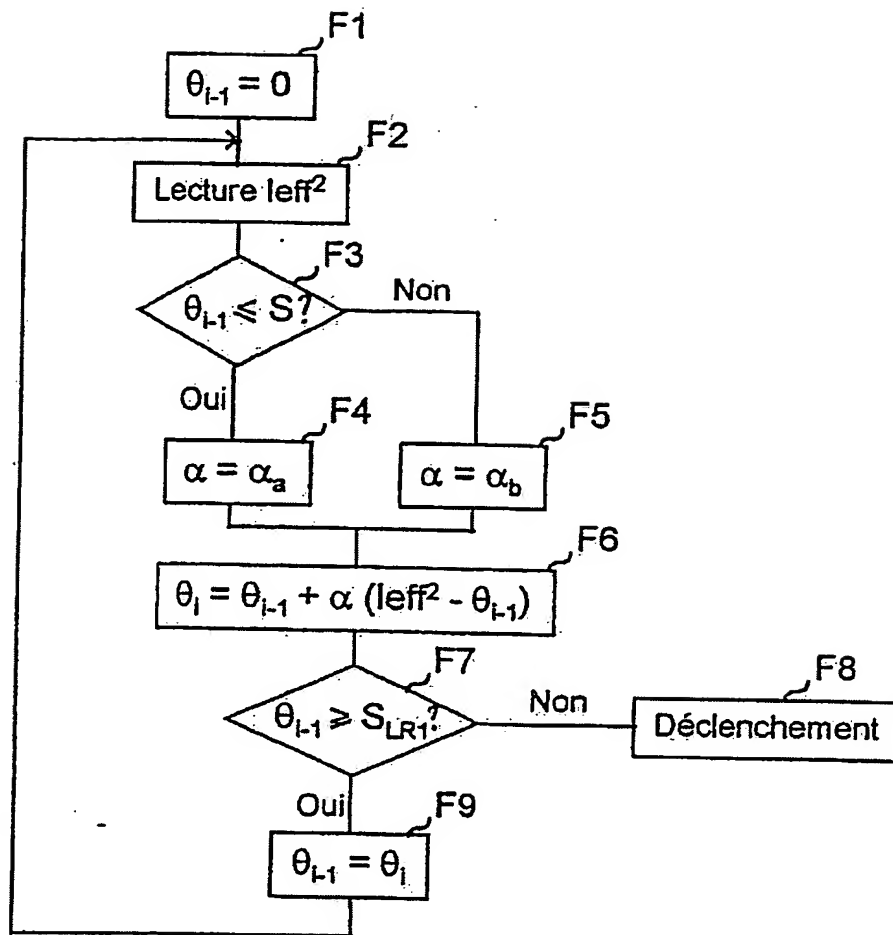 F1
θi-1 = 0
F2
Lecture Ieff²
F3
θi-1 ≤ S?
Non
Oui
F4
α = αa
F5
α = αb
F6
θi = θi-1 + α (Ieff² - θi-1)
F7
θi-1 ≥ SLR1?
Non
F8
Déclenchement
Oui
F9
θi-1 = θi